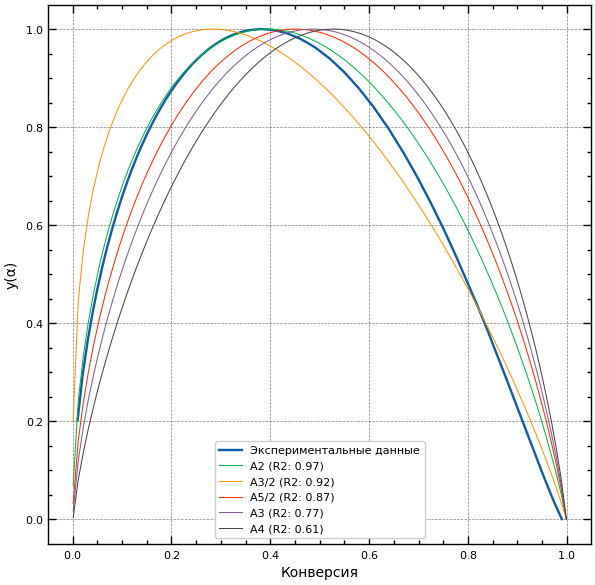 1.0
0.8
0.6
0.4
0.2
0.0
y(α)
Экспериментальные данные
A2 (R2: 0.97)
A3/2 (R2: 0.92)
A5/2 (R2: 0.87)
A3 (R2: 0.77)
A4 (R2: 0.61)
0.0 0.2 0.4 0.6 0.8 1.0
Конверсия